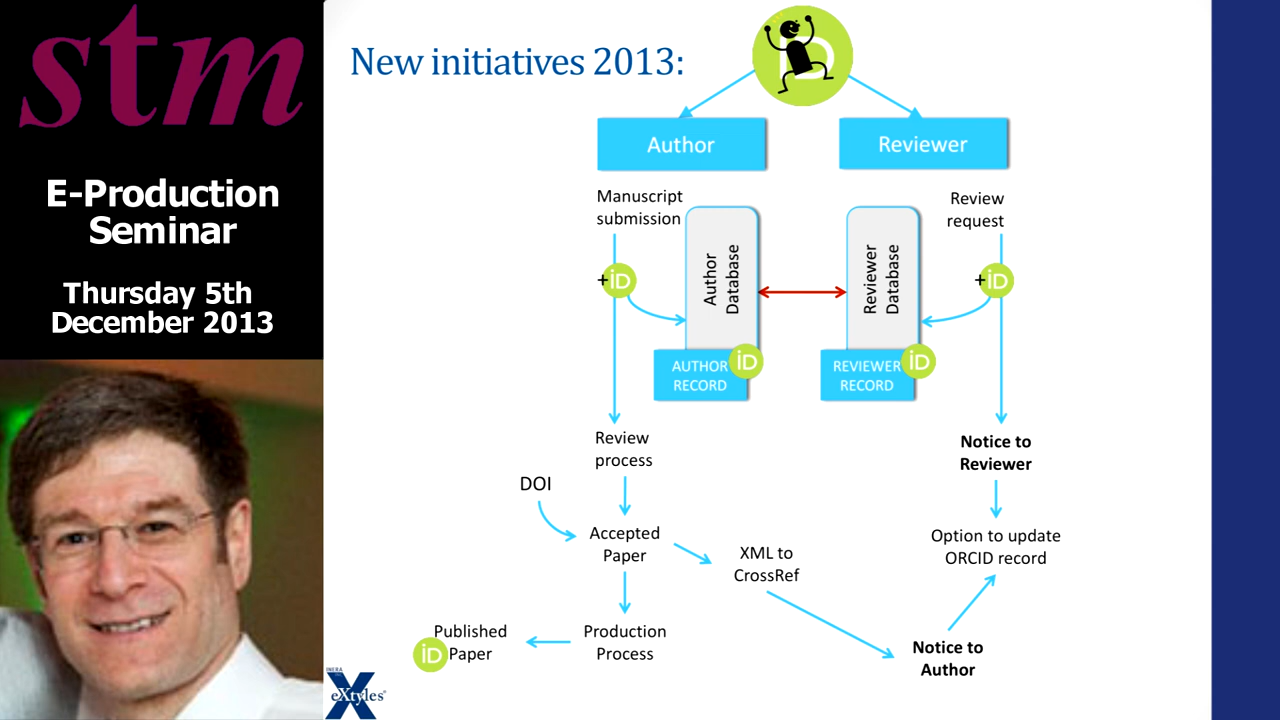 stm
E-Production
Seminar
Thursday 5th
December 2013
New initiatives 2013:
iD
Author
Reviewer
Manuscript
submission
Review
request
+iD
+iD
Author
Database
Reviewer
Database
AUTHOR iD
RECORD
REVIEWER iD
RECORD
Review
process
Notice to
Reviewer
DOI
Accepted
Paper
XML to
CrossRef
Option to update
ORCID record
Published
iD Paper
Production
Process
Notice to
Author
INERA
eXtyles®